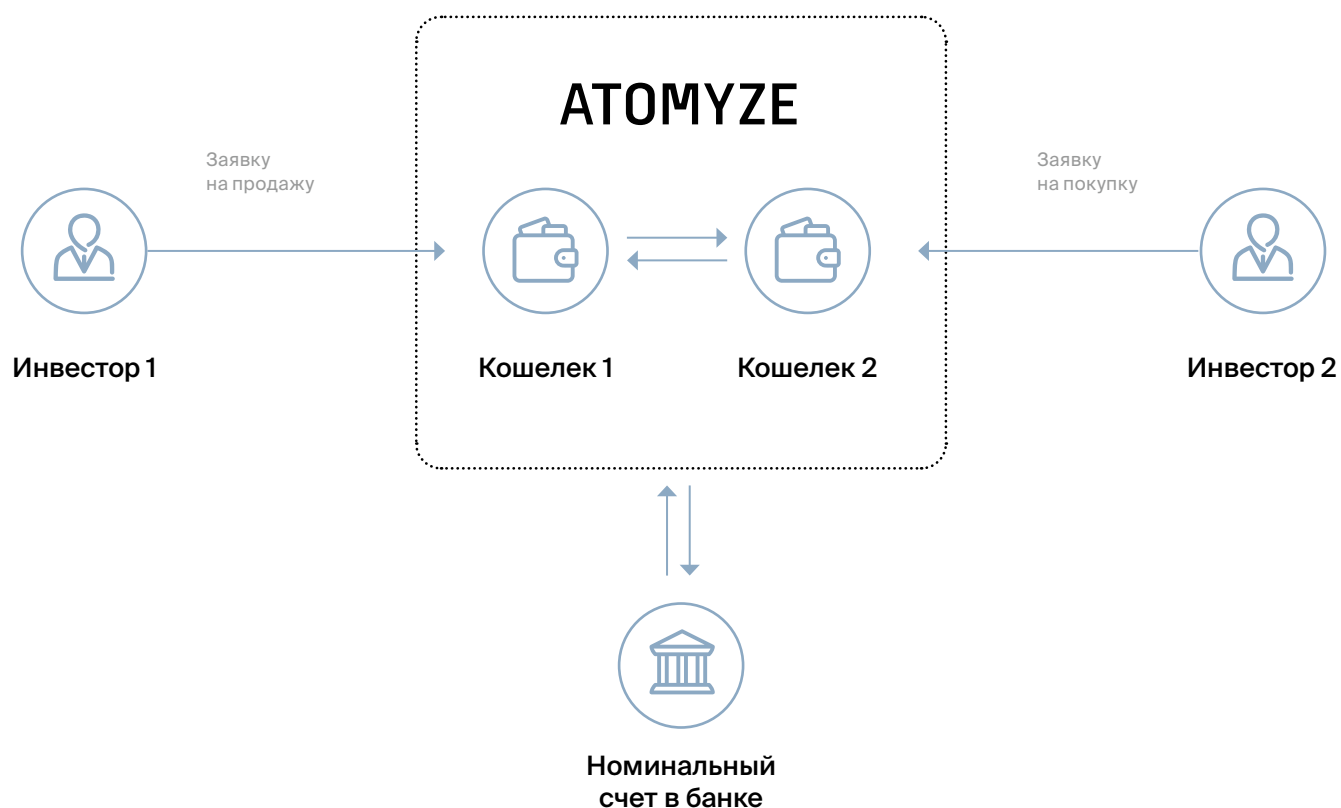 ATOMYZE
Заявку
на продажу
Заявку
на покупку
Инвестор 1
Кошелек 1
Кошелек 2
Инвестор 2
Номинальный
счет в банке